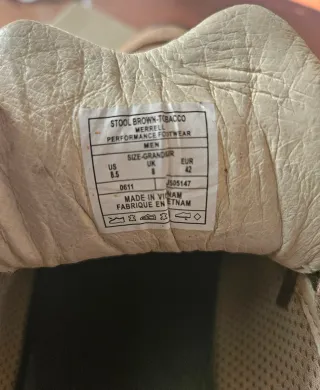 STOOL BROWN-TOBACCO
MERRELL
PERFORMANCE FOOTWEAR
MEN
SIZE-GRANDEUR
US UK EUR
8.5 8 42
0611 J505147
MADE IN VIETNAM
FABRIQUE EN VIETNAM